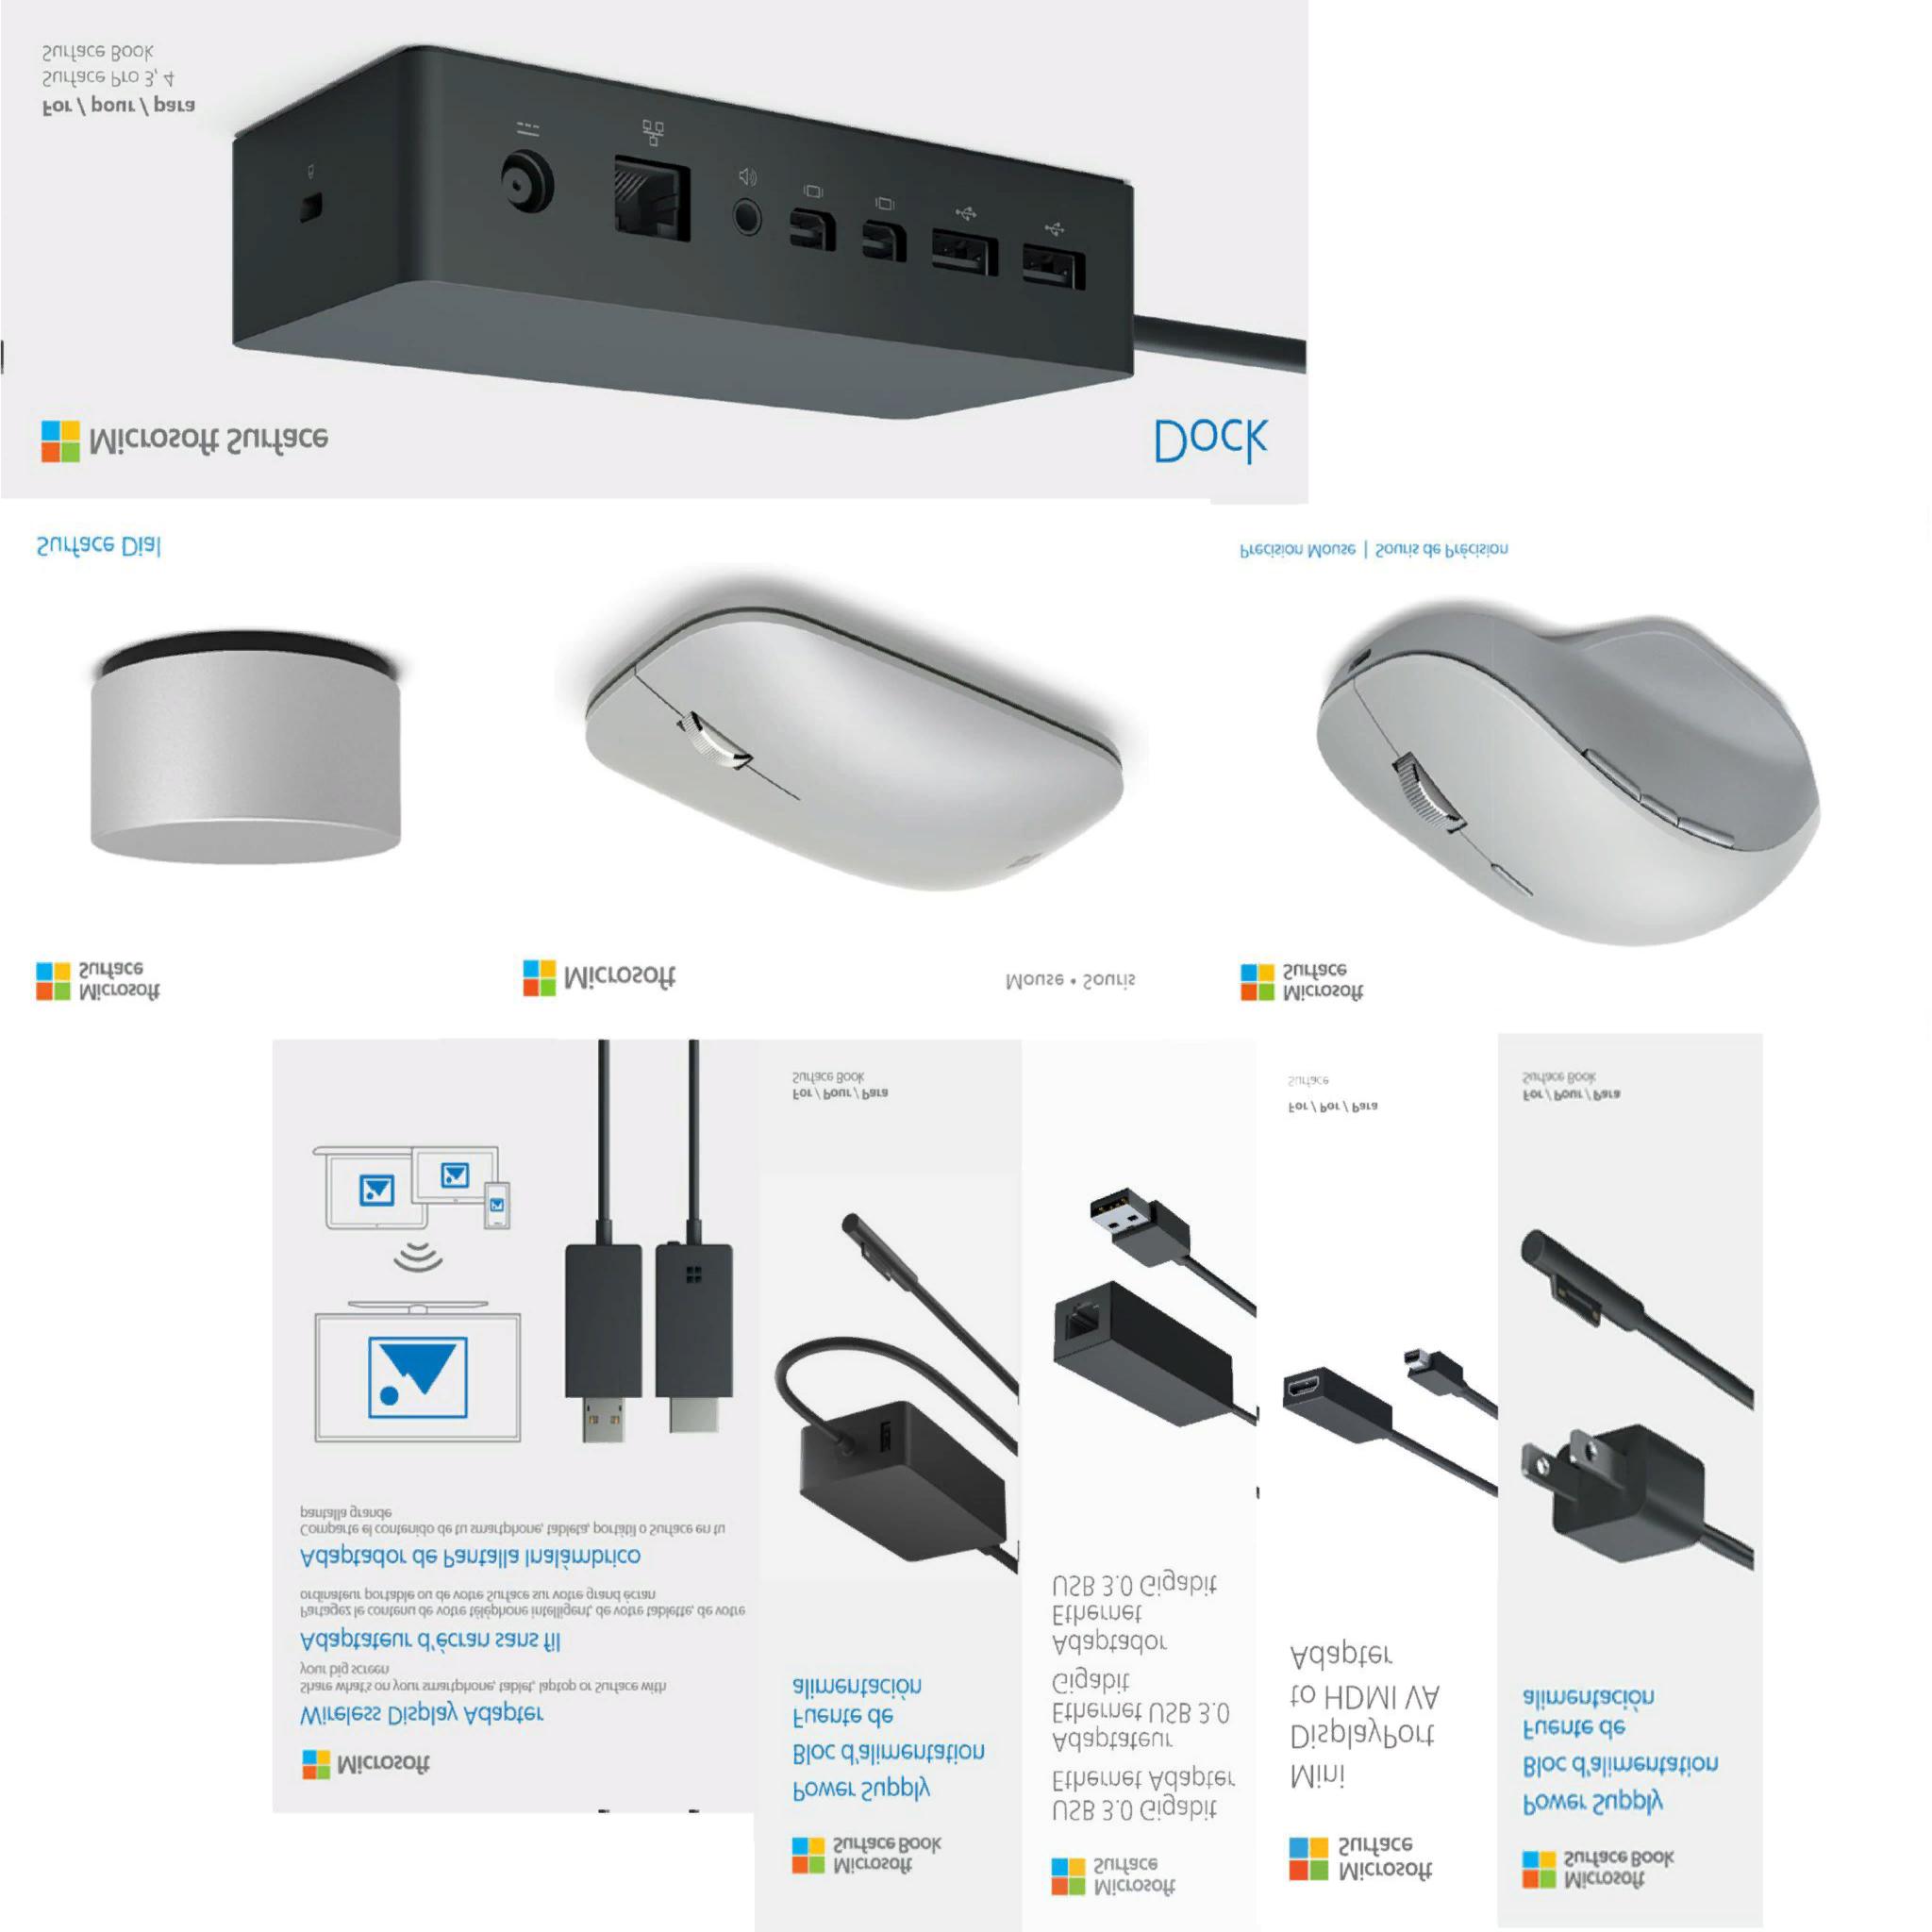 Microsoft Surface
Dock
For / pour / para
Surface Pro 3, 4
Surface Book
Microsoft
Surface
Surface Dial
Microsoft
Mouse • Souris
Microsoft
Surface
Precision Mouse | Souris de Précision
Microsoft
Wireless Display Adapter
Share what's on your smartphone, tablet, laptop or Surface with
your big screen
Adaptateur d'écran sans fil
Partagez le contenu de votre téléphone intelligent, de votre tablette, de votre
ordinateur portable ou de votre Surface sur votre grand écran
Adaptador de Pantalla Inalámbrico
Comparte el contenido de tu smartphone, tableta, portátil o Surface en tu
pantalla grande
Microsoft
Surface Book
Power Supply
Bloc d'alimentation
Fuente de
alimentación
For / Pour / Para
Surface Book
Microsoft
Surface
USB 3.0 Gigabit
Ethernet Adapter
Adaptateur
Ethernet USB 3.0
Gigabit
Adaptador
Ethernet
USB 3.0 Gigabit
Microsoft
Surface
Mini
DisplayPort
to HDMI VA
Adapter
For / Por / Para
Surface
Microsoft
Surface Book
Power Supply
Bloc d'alimentation
Fuente de
alimentación
For / Pour / Para
Surface Book